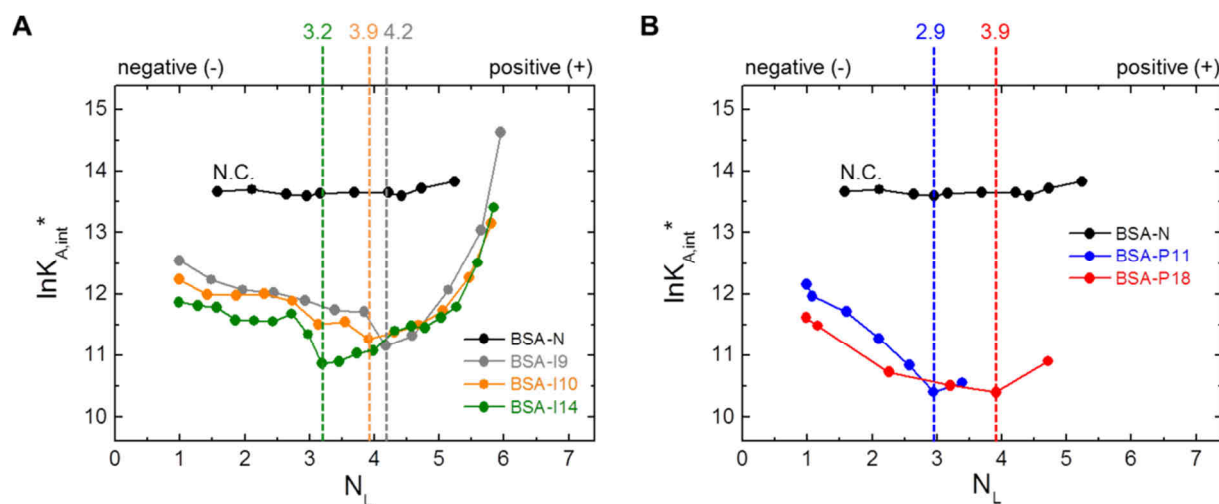 A
3.2 3.9 4.2
negative (-) positive (+)
15
14
13
12
11
10
lnK A,int *
N.C.
BSA-N
BSA-I9
BSA-I10
BSA-I14
0 1 2 3 4 5 6 7
N L
B
2.9 3.9
negative (-) positive (+)
15
14
13
12
11
10
lnK A,int *
N.C.
BSA-N
BSA-P11
BSA-P18
0 1 2 3 4 5 6 7
N L